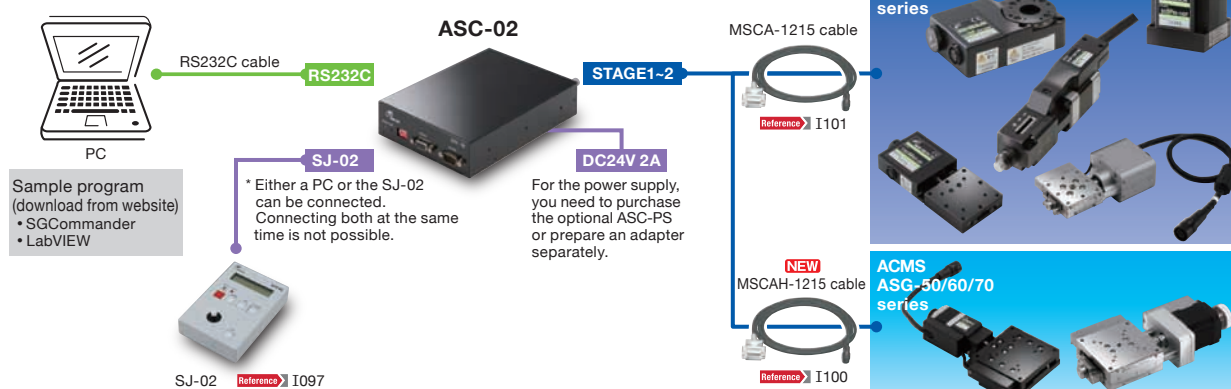 series
ASC-02
MSCA-1215 cable
RS232C cable
RS232C
STAGE1~2
Reference I101
PC
SJ-02
DC24V 2A
Sample program
(download from website)
• SGCommander
• LabVIEW
* Either a PC or the SJ-02
can be connected.
Connecting both at the same
time is not possible.
For the power supply,
you need to purchase
the optional ASC-PS
or prepare an adapter
separately.
NEW
MSCAH-1215 cable
ACMS
ASG-50/60/70
series
Reference I100
SJ-02 Reference I097